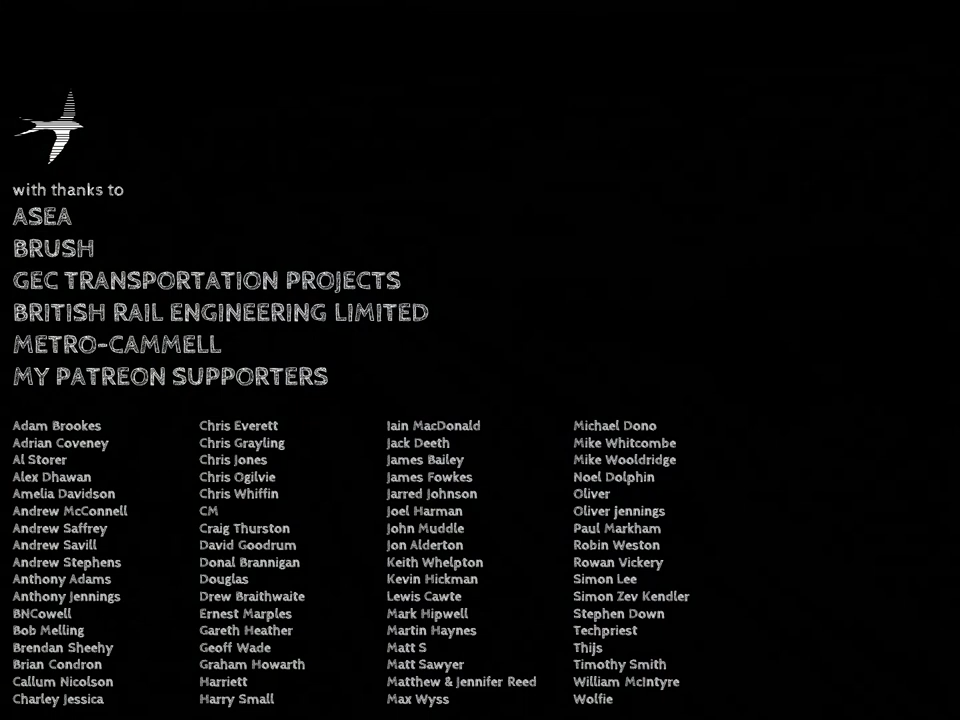 with thanks to
ASEA
BRUSH
GEC TRANSPORTATION PROJECTS
BRITISH RAIL ENGINEERING LIMITED
METRO-CAMMELL
MY PATREON SUPPORTERS
Adam Brookes
Adrian Coveney
Al Storer
Alex Dhawan
Amelia Davidson
Andrew McConnell
Andrew Saffrey
Andrew Savill
Andrew Stephens
Anthony Adams
Anthony Jennings
BNCowell
Bob Melling
Brendan Sheehy
Brian Condron
Callum Nicolson
Charley Jessica
Chris Everett
Chris Grayling
Chris Jones
Chris Ogilvie
Chris Whiffin
CM
Craig Thurston
David Goodrum
Donal Brannigan
Douglas
Drew Braithwaite
Ernest Marples
Gareth Heather
Geoff Wade
Graham Howarth
Harriett
Harry Small
Iain MacDonald
Jack Deeth
James Bailey
James Fowkes
Jarred Johnson
Joel Harman
John Muddle
Jon Alderton
Keith Whelpton
Kevin Hickman
Lewis Cawte
Mark Hipwell
Martin Haynes
Matt S
Matt Sawyer
Matthew & Jennifer Reed
Max Wyss
Michael Dono
Mike Whitcombe
Mike Wooldridge
Noel Dolphin
Oliver
Oliver jennings
Paul Markham
Robin Weston
Rowan Vickery
Simon Lee
Simon Zev Kendler
Stephen Down
Techpriest
Thijs
Timothy Smith
William McIntyre
Wolfie